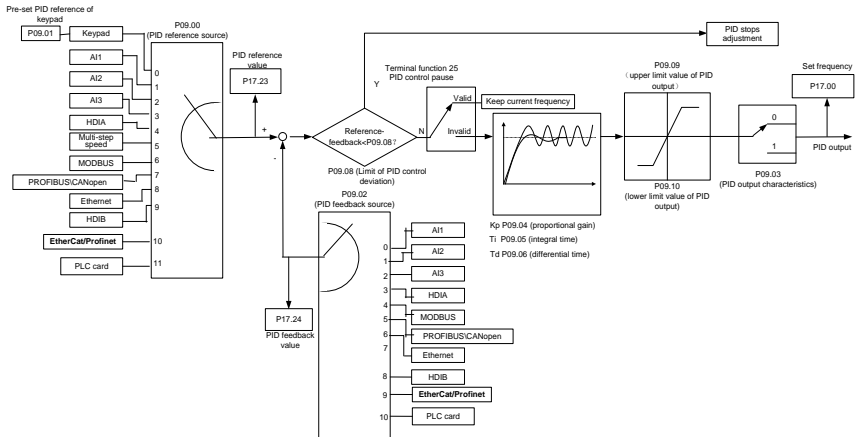 Pre-set PID reference of
keypad
P09.01
Keypad
AI1
AI2
AI3
HDIA
Multi-step
speed
MODBUS
PROFIBUS\CANopen
Ethernet
HDIB
EtherCat/Profinet
PLC card
P09.00
(PID reference source)
0
1
2
3
4
5
6
7
8
9
10
11
PID reference
value
P17.23
+
-
Reference-
feedback<P09.08?
P09.08 (Limit of PID control
deviation)
Y
N
Terminal function 25
PID control pause
Valid
Invalid
Keep current frequency
PID stops
adjustment
Kp P09.04 (proportional gain)
Ti P09.05 (integral time)
Td P09.06 (differential time)
P09.09
(upper limit value of PID
output)
P09.10
(lower limit value of PID
output)
0
1
P09.03
(PID output characteristics)
Set frequency
P17.00
PID output
P17.24
PID feedback
value
P09.02
(PID feedback source)
0
1
2
3
4
5
6
7
8
9
10
AI1
AI2
AI3
HDIA
MODBUS
PROFIBUS\CANopen
Ethernet
HDIB
EtherCat/Profinet
PLC card